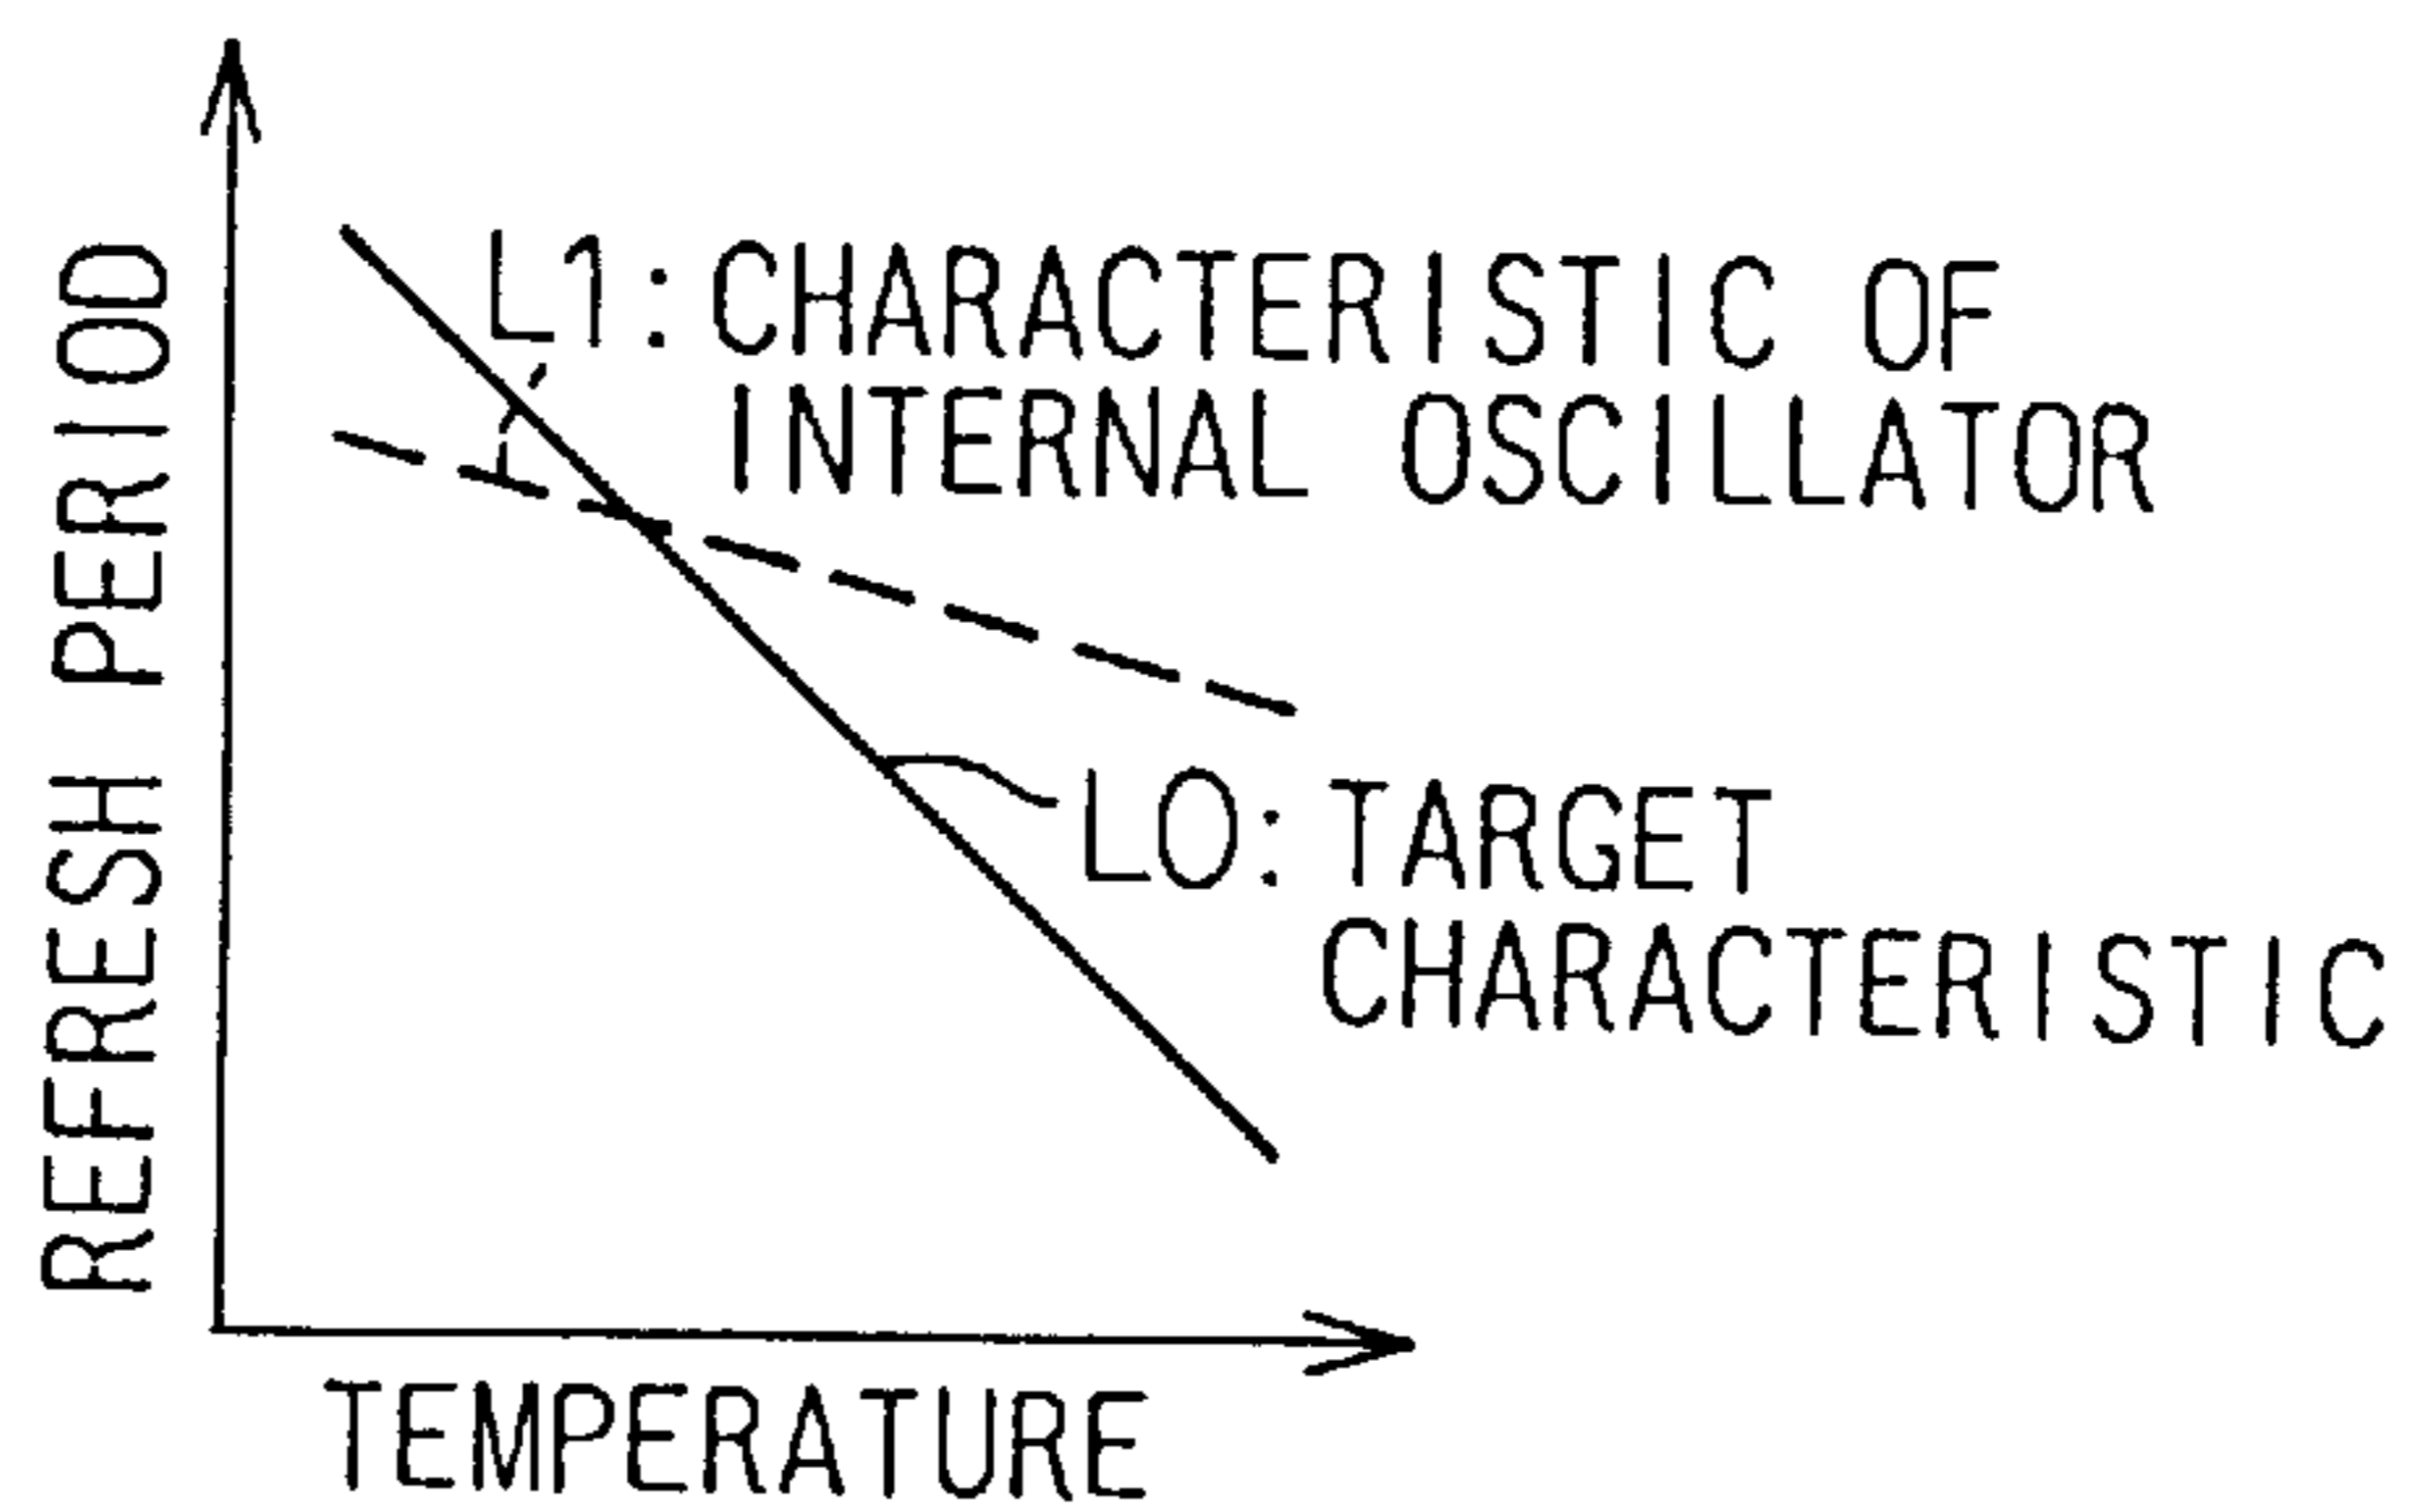 REFRESH PERIOD
L1: CHARACTERISTIC OF
INTERNAL OSCILLATOR
L0: TARGET
CHARACTERISTIC
TEMPERATURE